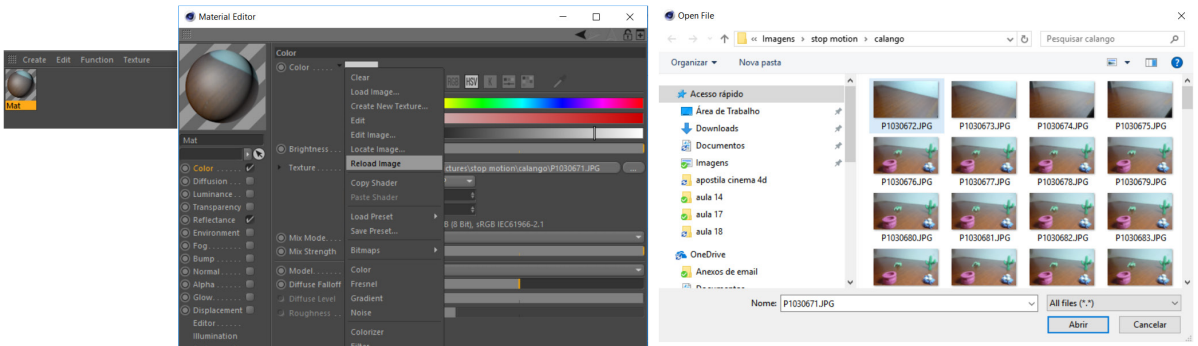 Create Edit Function Texture
Mat
Material Editor
Mat
Color
Diffusion . . .
Luminance . .
Transparency
Reflectance
Environment
Fog . . . . . . .
Bump . . . . .
Normal . . . . .
Alpha . . . . . .
Glow. . . . . . .
Displacement
Editor . . . . . .
Illumination
Color
Color . . . . .
Brightness . . .
Texture . . . . .
Mix Mode. . . .
Mix Strength
Model. . . . . . .
Diffuse Falloff
Diffuse Level
Roughness . .
RGB HSV K
ctures\stop motion\calango\P1030671.JPG ...
B (8 Bit), sRGB IEC61966-2.1
Clear
Load Image...
Create New Texture...
Edit
Edit Image...
Locate Image...
Reload Image
Copy Shader
Paste Shader
Load Preset
Save Preset...
Bitmaps
Color
Fresnel
Gradient
Noise
Colorizer
Open File
« Imagens › stop motion › calango
Pesquisar calango
Organizar Nova pasta
Acesso rápido
Área de Trabalho
Downloads
Documentos
Imagens
apostila cinema 4d
aula 14
aula 17
aula 18
OneDrive
Anexos de email
P1030672.JPG P1030673.JPG P1030674.JPG P1030675.JPG
P1030676.JPG P1030677.JPG P1030678.JPG P1030679.JPG
P1030680.JPG P1030681.JPG P1030682.JPG P1030683.JPG
Nome: P1030671.JPG
All files (*.*)
Abrir Cancelar